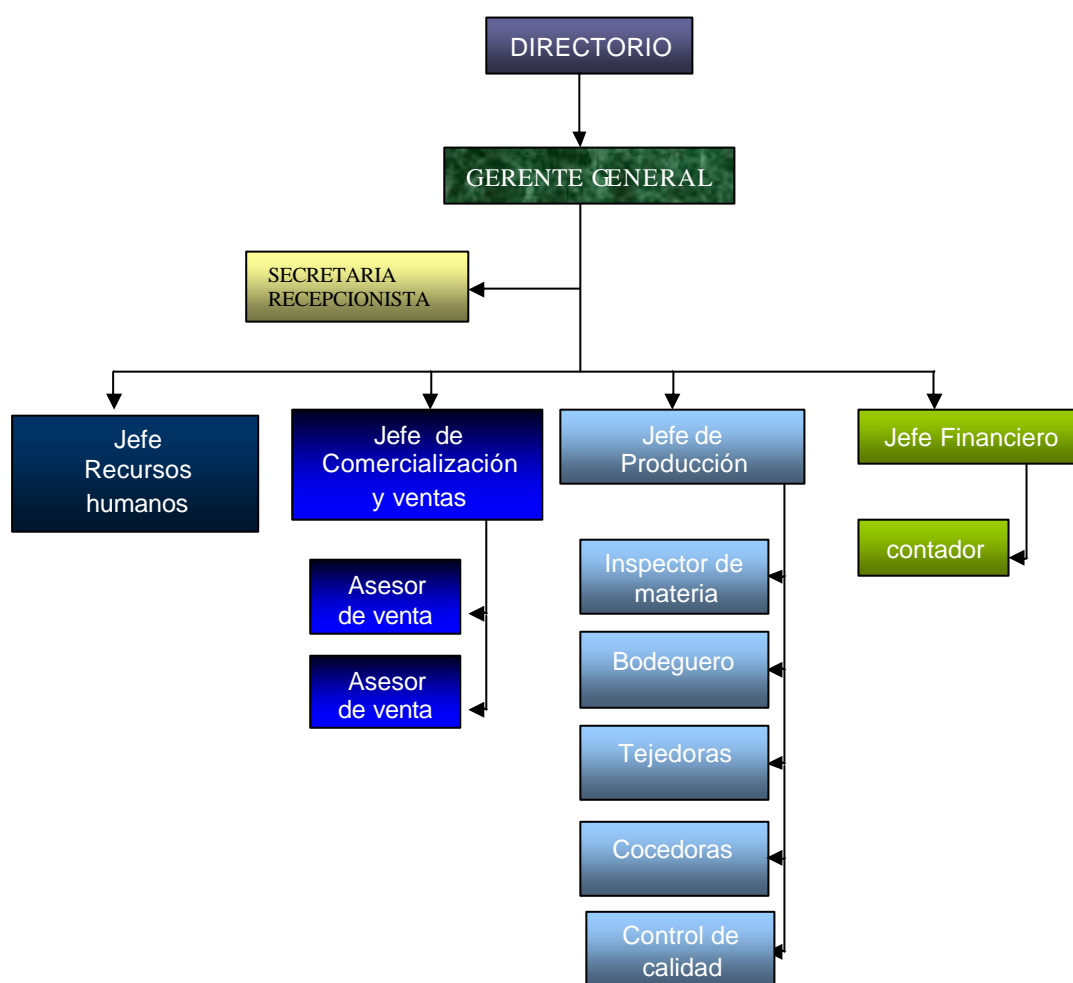 DIRECTORIO
GERENTE GENERAL
SECRETARIA
RECEPCIONISTA
Jefe
Recursos
humanos
Jefe de
Comercialización
y ventas
Jefe de
Producción
Jefe Financiero
Asesor
de venta
Asesor
de venta
Inspector de
materia
Bodeguero
Tejedoras
Cocedoras
Control de
calidad
contador